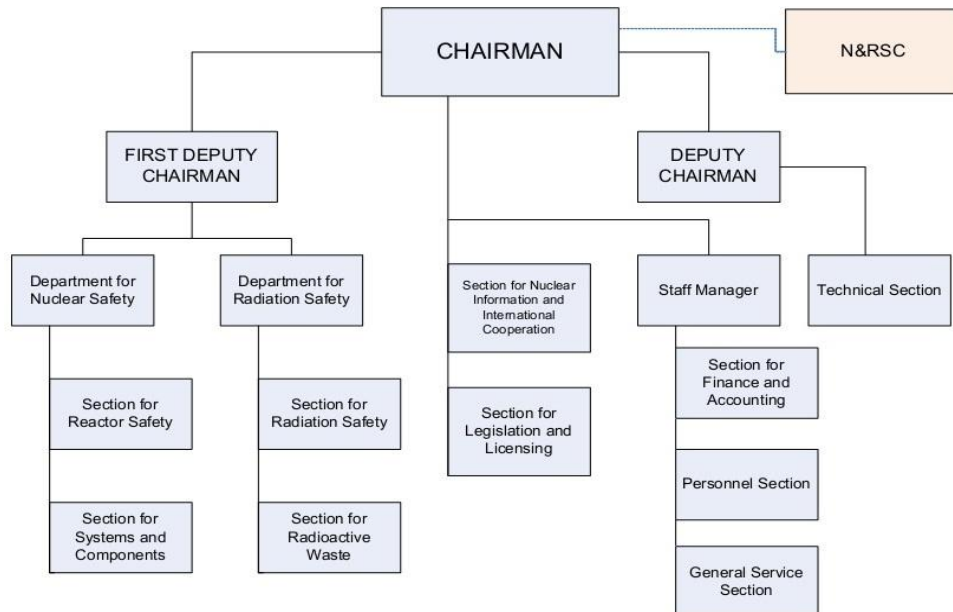 CHAIRMAN
N&RSC
FIRST DEPUTY
CHAIRMAN
DEPUTY
CHAIRMAN
Department for
Nuclear Safety
Department for
Radiation Safety
Section for Nuclear
Information and
International
Cooperation
Staff Manager
Technical Section
Section for
Reactor Safety
Section for
Radiation Safety
Section for
Legislation and
Licensing
Section for
Finance and
Accounting
Personnel Section
Section for
Systems and
Components
Section for
Radioactive
Waste
General Service
Section